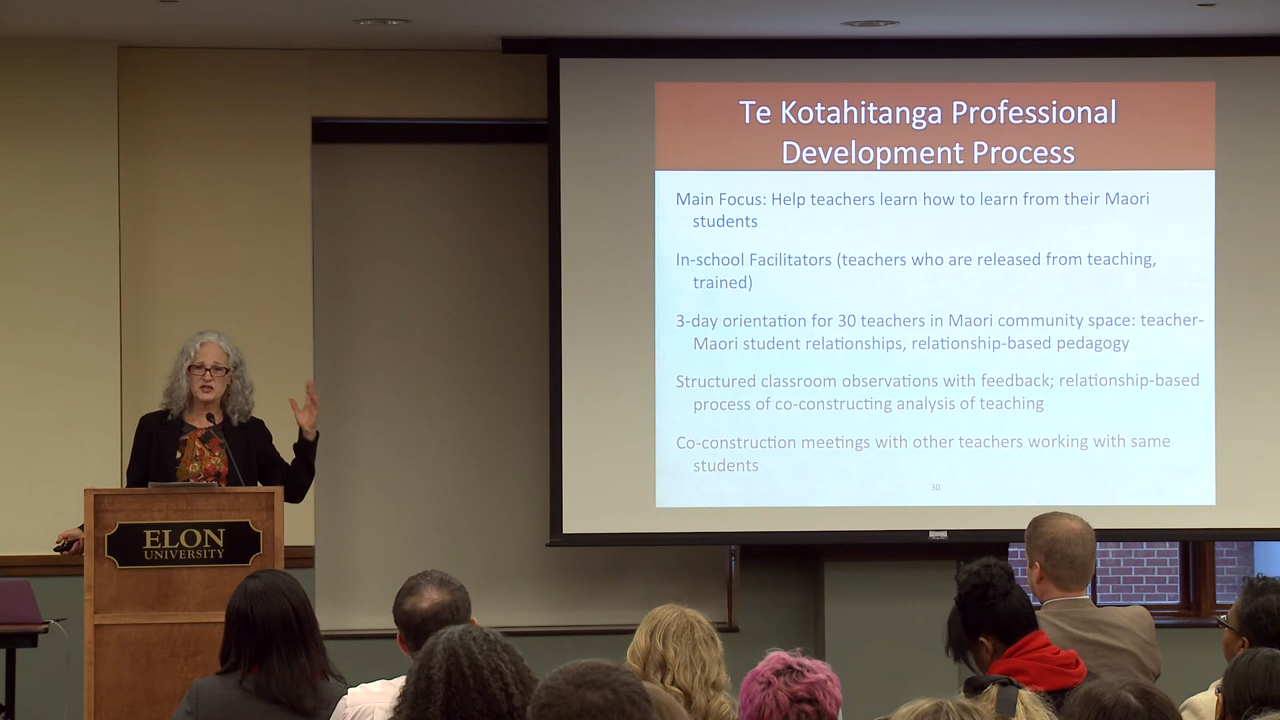 Te Kotahitanga Professional
Development Process
Main Focus: Help teachers learn how to learn from their Maori
students
In-school Facilitators (teachers who are released from teaching,
trained)
3-day orientation for 30 teachers in Maori community space: teacher-
Maori student relationships, relationship-based pedagogy
Structured classroom observations with feedback; relationship-based
process of co-constructing analysis of teaching
Co-construction meetings with other teachers working with same
students
30
ELON
UNIVERSITY